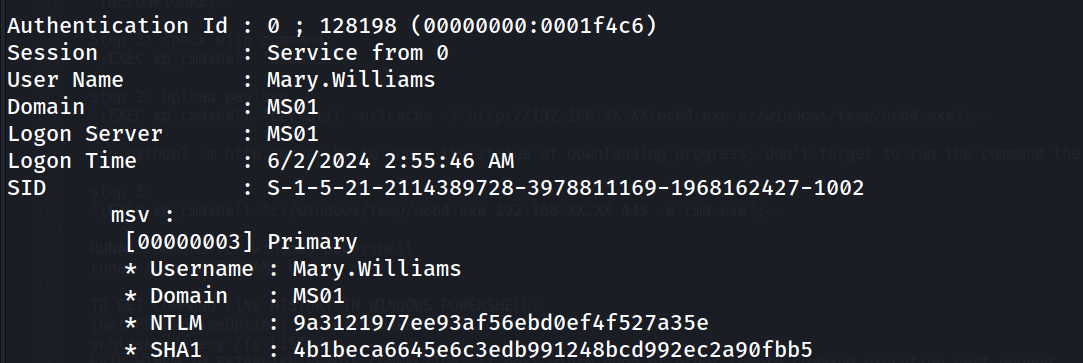 Authentication Id : 0 ; 128198 (00000000:0001f4c6)
Session           : Service from 0
User Name         : Mary.Williams
Domain            : MS01
Logon Server      : MS01
Logon Time        : 6/2/2024 2:55:46 AM
SID               : S-1-5-21-2114389728-3978811169-1968162427-1002
msv :
[00000003] Primary
* Username : Mary.Williams
* Domain   : MS01
* NTLM     : 9a3121977ee93af56ebd0ef4f527a35e
* SHA1     : 4b1beca6645e6c3edb991248bcd992ec2a90fbb5